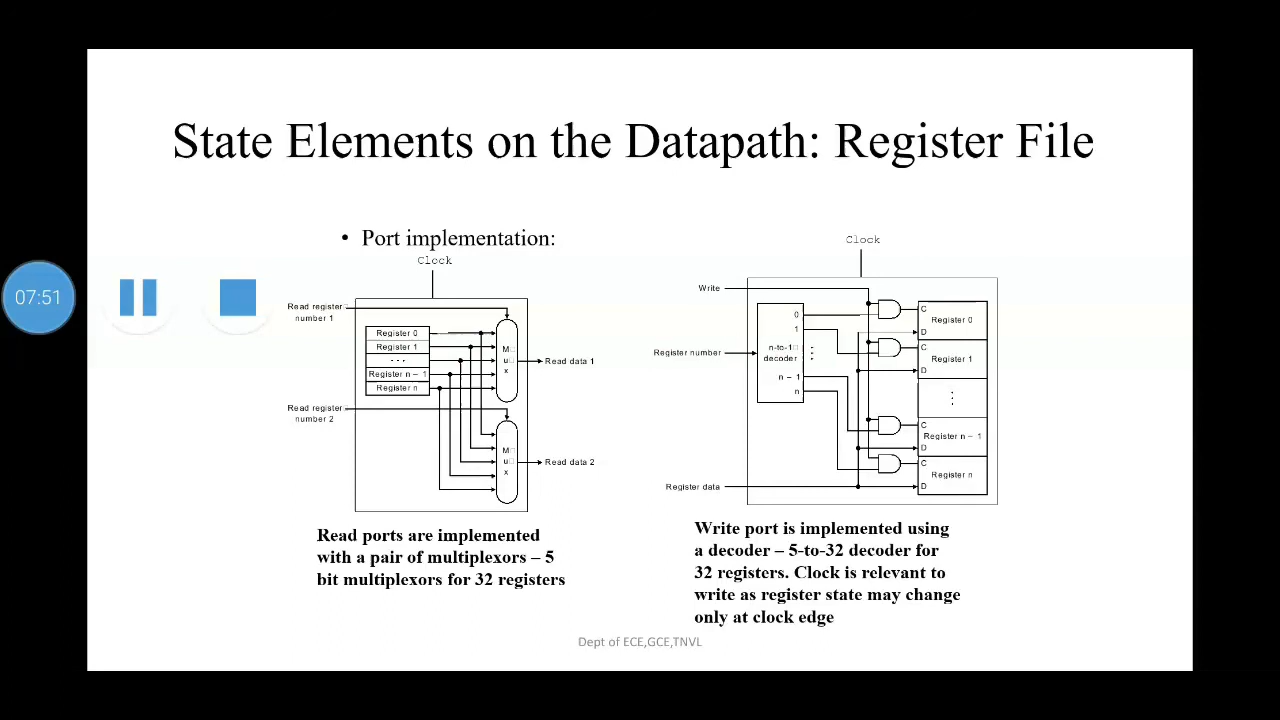 State Elements on the Datapath: Register File
• Port implementation:
Clock
Read register
number 1
Register 0
Register 1
...
Register n – 1
Register n
M
u
x
Read data 1
Read register
number 2
M
u
x
Read data 2
Read ports are implemented
with a pair of multiplexors – 5
bit multiplexors for 32 registers
Clock
Write
Register number
n-to-1
decoder
0
1
n – 1
n
C
Register 0
D
C
Register 1
D
C
Register n – 1
D
C
Register n
D
Register data
Write port is implemented using
a decoder – 5-to-32 decoder for
32 registers. Clock is relevant to
write as register state may change
only at clock edge
Dept of ECE,GCE,TNVL
07:51